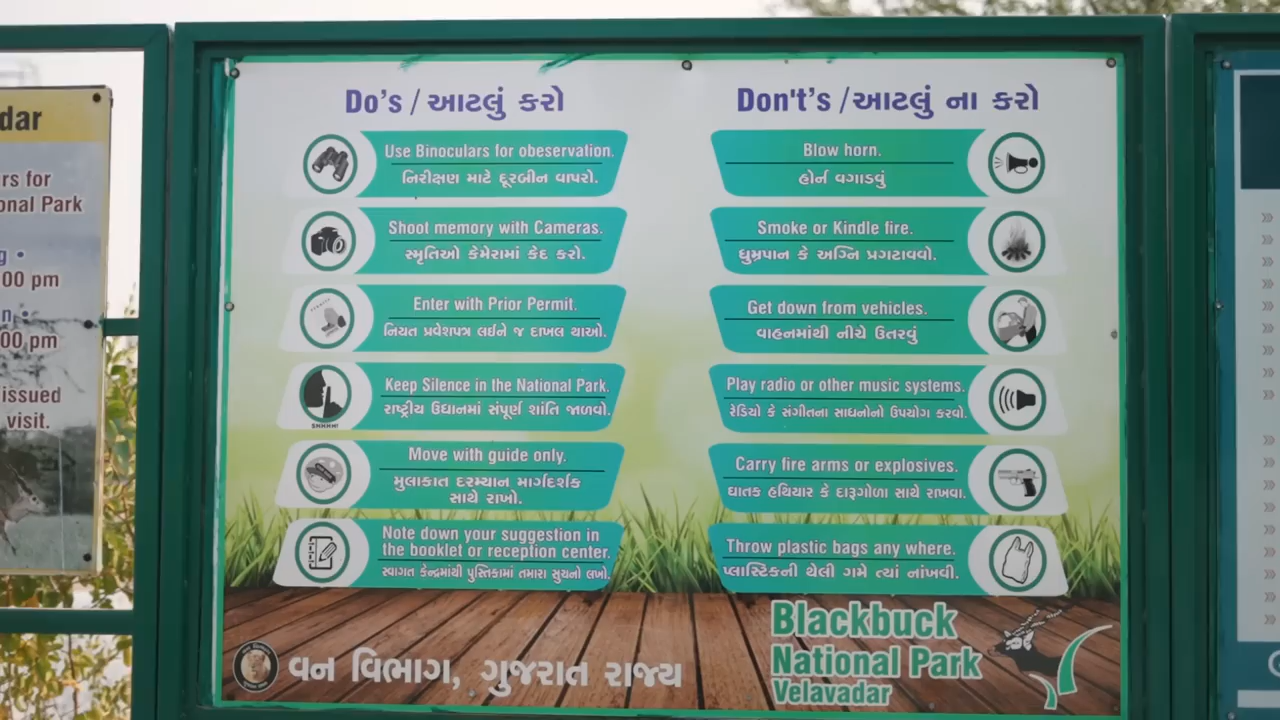 dar
rs for
onal Park
g •
00 pm
n •
00 pm
issued
visit.
Do's / આટલું કરો
Use Binoculars for obeservation.
નિરીક્ષણ માટે દૂરબીન વાપરો.
Shoot memory with Cameras.
સ્મૃતિઓ કેમેરામાં કેદ કરો.
Enter with Prior Permit.
નિયત પ્રવેશપત્ર લઈને જ દાખલ થાઓ.
Keep Silence in the National Park.
રાષ્ટ્રીય ઉદ્યાનમાં સંપૂર્ણ શાંતિ જાળવો.
SHHHH!
Move with guide only.
મુલાકાત દરમ્યાન માર્ગદર્શક
સાથે રાખો.
Note down your suggestion in
the booklet or reception center.
સ્વાગત કેન્દ્રમાંથી પુસ્તિકામાં તમારા સુચનો લખો.
Don't's / આટલું ના કરો
Blow horn.
હોર્ન વગાડવું
Smoke or Kindle fire.
ધુમ્રપાન કે અગ્નિ પ્રગટાવવો.
Get down from vehicles.
વાહનમાંથી નીચે ઉતરવું
Play radio or other music systems.
રેડિયો કે સંગીતના સાધનોનો ઉપયોગ કરવો.
Carry fire arms or explosives.
ઘાતક હથિયાર કે દારૂગોળા સાથે રાખવા.
Throw plastic bags any where.
પ્લાસ્ટિકની થેલી ગમે ત્યાં નાંખવી.
વન વિભાગ, ગુજરાત રાજ્ય
Blackbuck
National Park
Velavadar